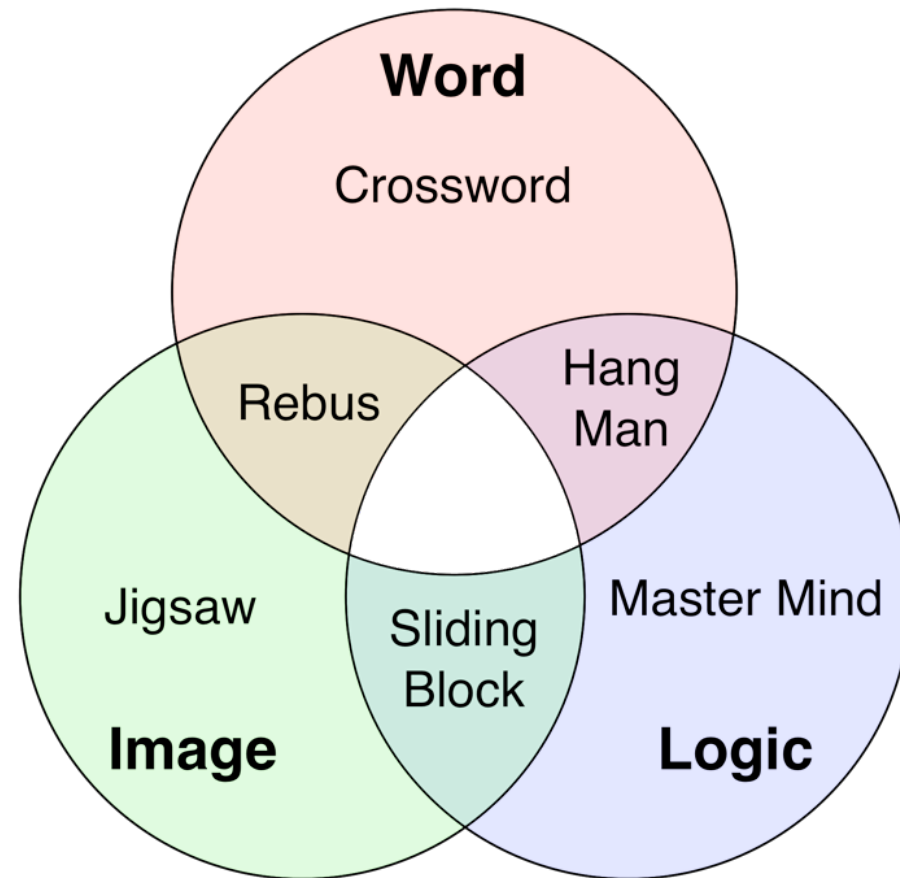 Word
Crossword
Rebus
Hang
Man
Jigsaw
Sliding
Block
Master Mind
Image
Logic